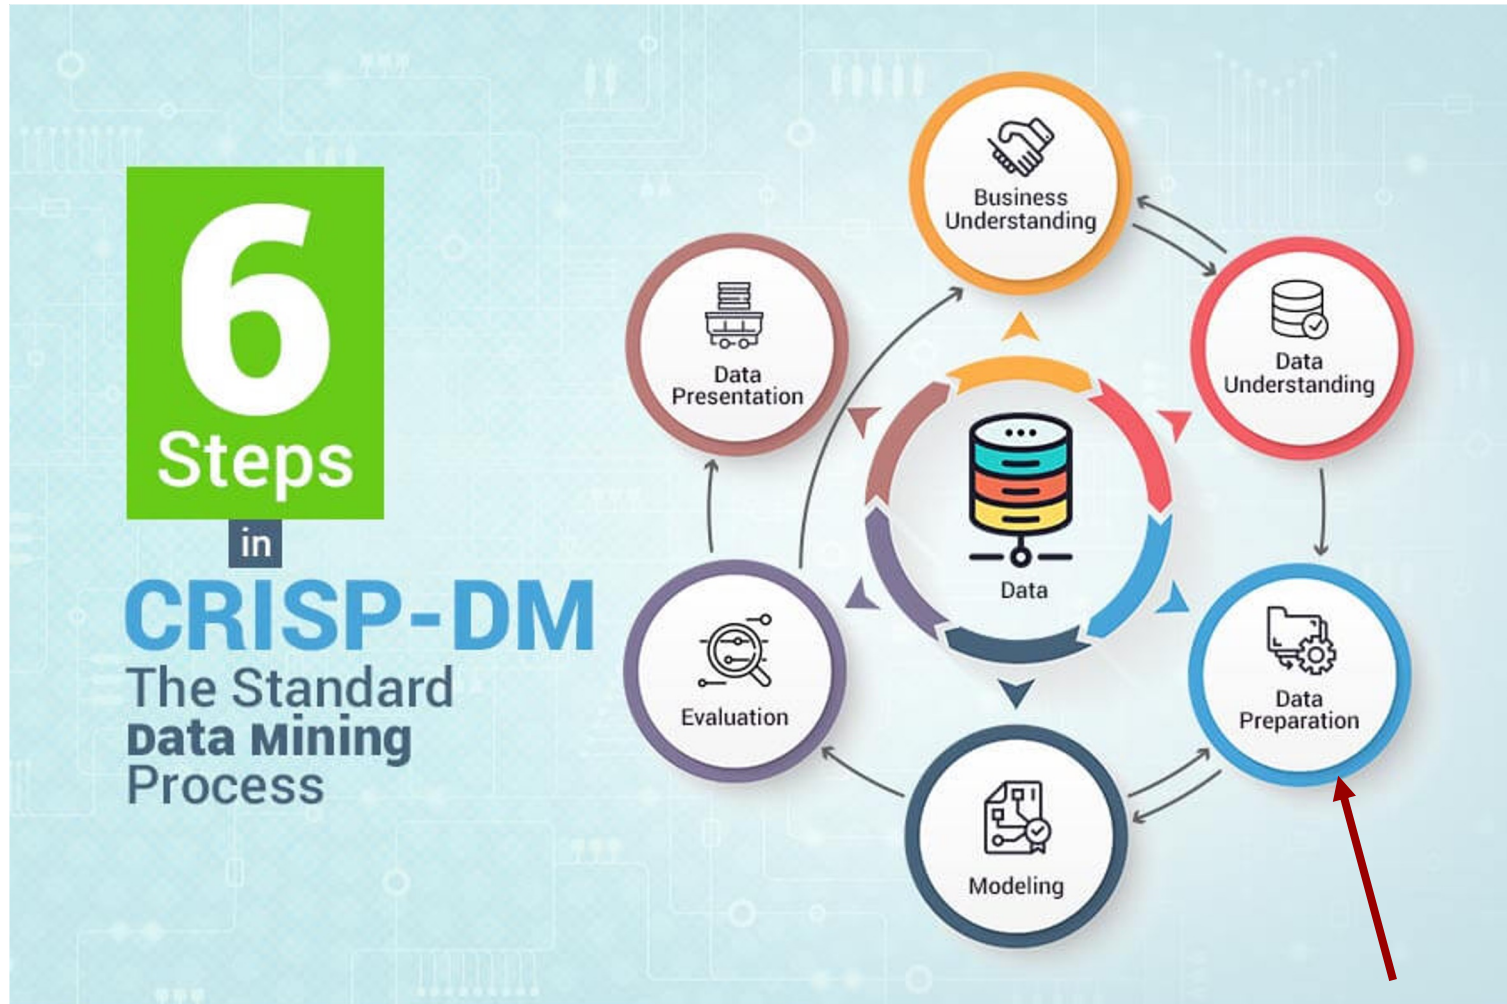 6
Steps
in
CRISP-DM
The Standard
Data Mining
Process
Business
Understanding
Data
Understanding
Data
Preparation
Modeling
Evaluation
Data
Presentation
Data